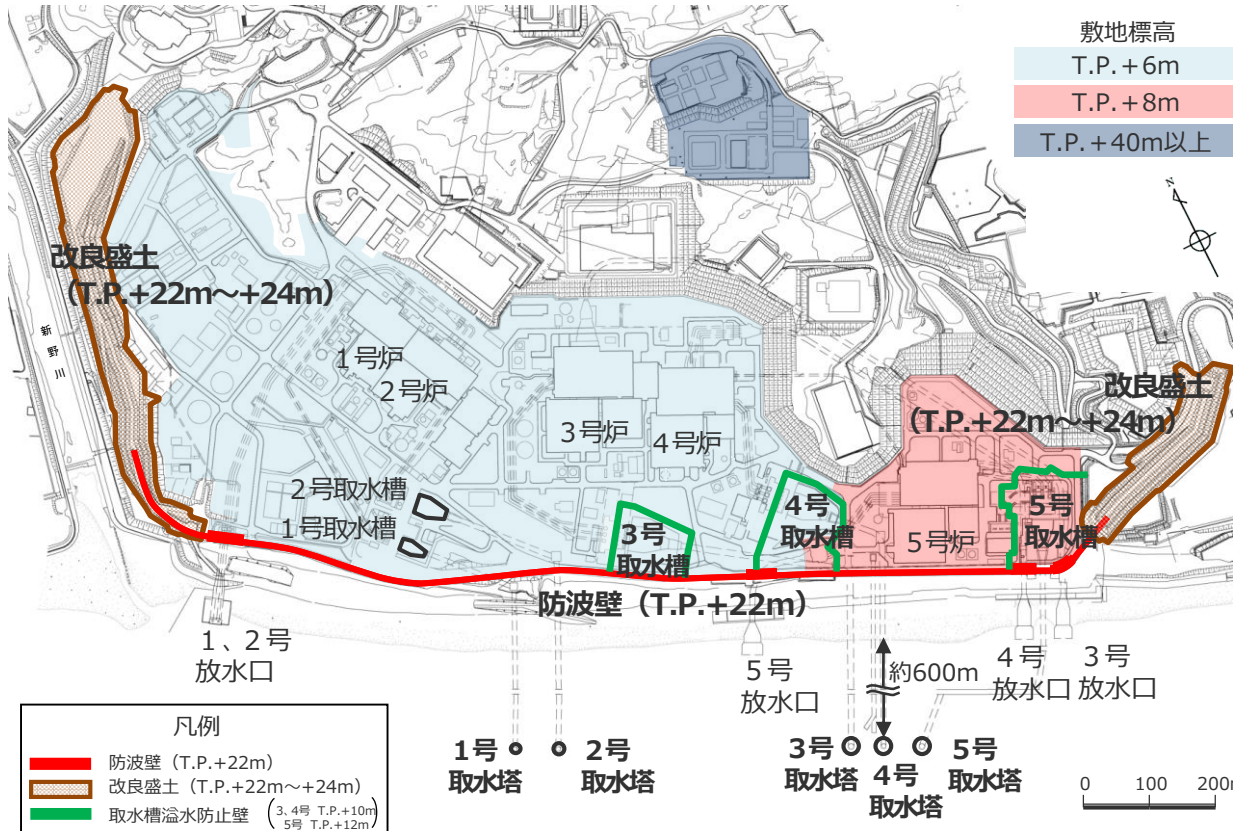 敷地標高
T.P.＋6m
T.P.＋8m
T.P.＋40m以上
N
改良盛土
（T.P.+22m～+24m）
新野川
1号炉
2号炉
3号炉
4号炉
5号炉
改良盛土
（T.P.+22m～+24m）
2号取水槽
1号取水槽
3号
取水槽
4号
取水槽
5号
取水槽
防波壁（T.P.+22m）
1、2号
放水口
5号
放水口
約600m
4号
放水口
3号
放水口
1号
取水塔
2号
取水塔
3号
取水塔
4号
取水塔
5号
取水塔
凡例
防波壁（T.P.+22m）
改良盛土（T.P.+22m～+24m）
取水槽溢水防止壁（3、4号 T.P.+10m
5号 T.P.+12m）
0 100 200m